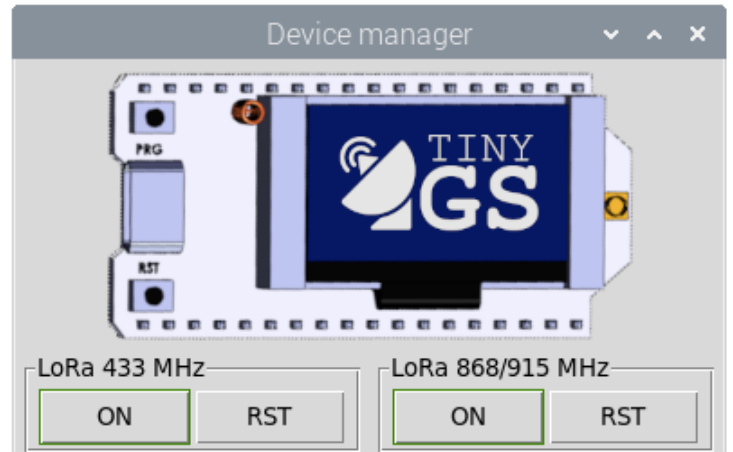 Device manager
PRG
TINY
GS
RST
LoRa 433 MHz
LoRa 868/915 MHz
ON RST
ON RST